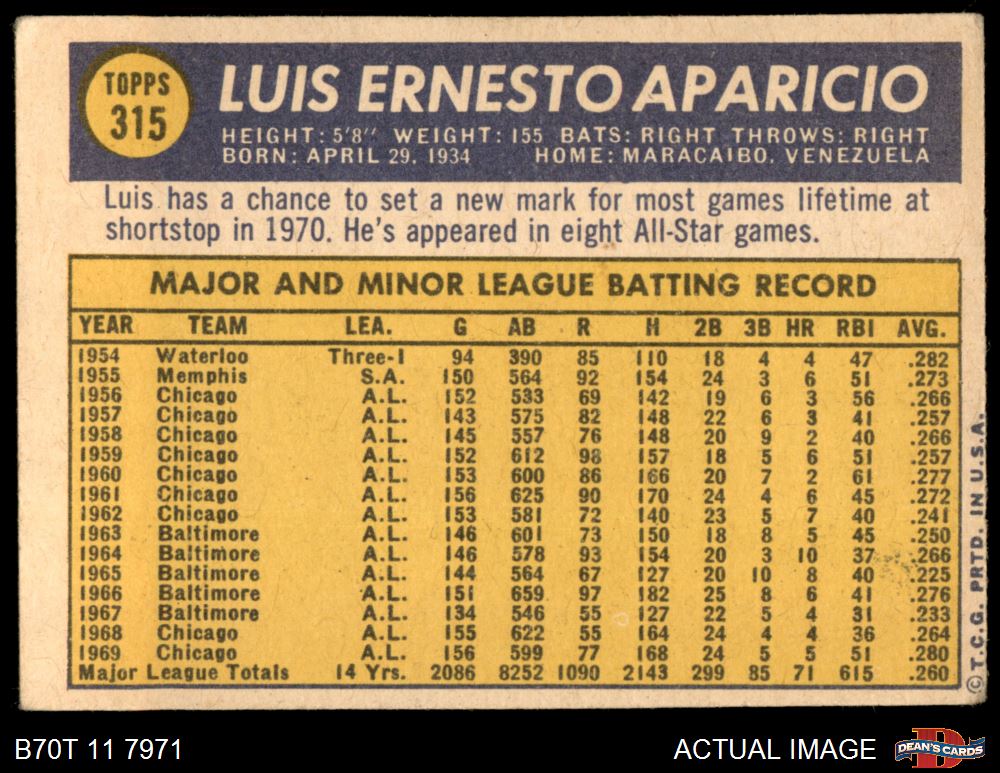 TOPPS
315
LUIS ERNESTO APARICIO
HEIGHT: 5'8" WEIGHT: 155 BATS: RIGHT THROWS: RIGHT
BORN: APRIL 29, 1934 HOME: MARACAIBO, VENEZUELA
Luis has a chance to set a new mark for most games lifetime at
shortstop in 1970. He's appeared in eight All-Star games.
MAJOR AND MINOR LEAGUE BATTING RECORD
YEAR TEAM LEA. G AB R H 2B 3B HR RBI AVG.
1954 Waterloo Three-I 94 390 85 110 18 4 4 47 .282
1955 Memphis S.A. 150 564 92 154 24 3 6 51 .273
1956 Chicago A.L. 152 533 69 142 19 6 3 56 .266
1957 Chicago A.L. 143 575 82 148 22 6 3 41 .257
1958 Chicago A.L. 145 557 76 148 20 9 2 40 .266
1959 Chicago A.L. 152 612 98 157 18 5 6 51 .257
1960 Chicago A.L. 153 600 86 166 20 7 2 61 .277
1961 Chicago A.L. 156 625 90 170 24 4 6 45 .272
1962 Chicago A.L. 153 581 72 140 23 5 7 40 .241
1963 Baltimore A.L. 146 601 73 150 18 8 5 45 .250
1964 Baltimore A.L. 146 578 93 154 20 3 10 37 .266
1965 Baltimore A.L. 144 564 67 127 20 10 8 40 .225
1966 Baltimore A.L. 151 659 97 182 25 8 6 41 .276
1967 Baltimore A.L. 134 546 55 127 22 5 4 31 .233
1968 Chicago A.L. 155 622 55 164 24 4 4 36 .264
1969 Chicago A.L. 156 599 77 168 24 5 5 51 .280
Major League Totals 14 Yrs. 2086 8252 1090 2143 299 85 71 615 .260
©T.C.G. PRTD. IN U.S.A.
B70T 11 7971
ACTUAL IMAGE
D
DEAN'S CARDS